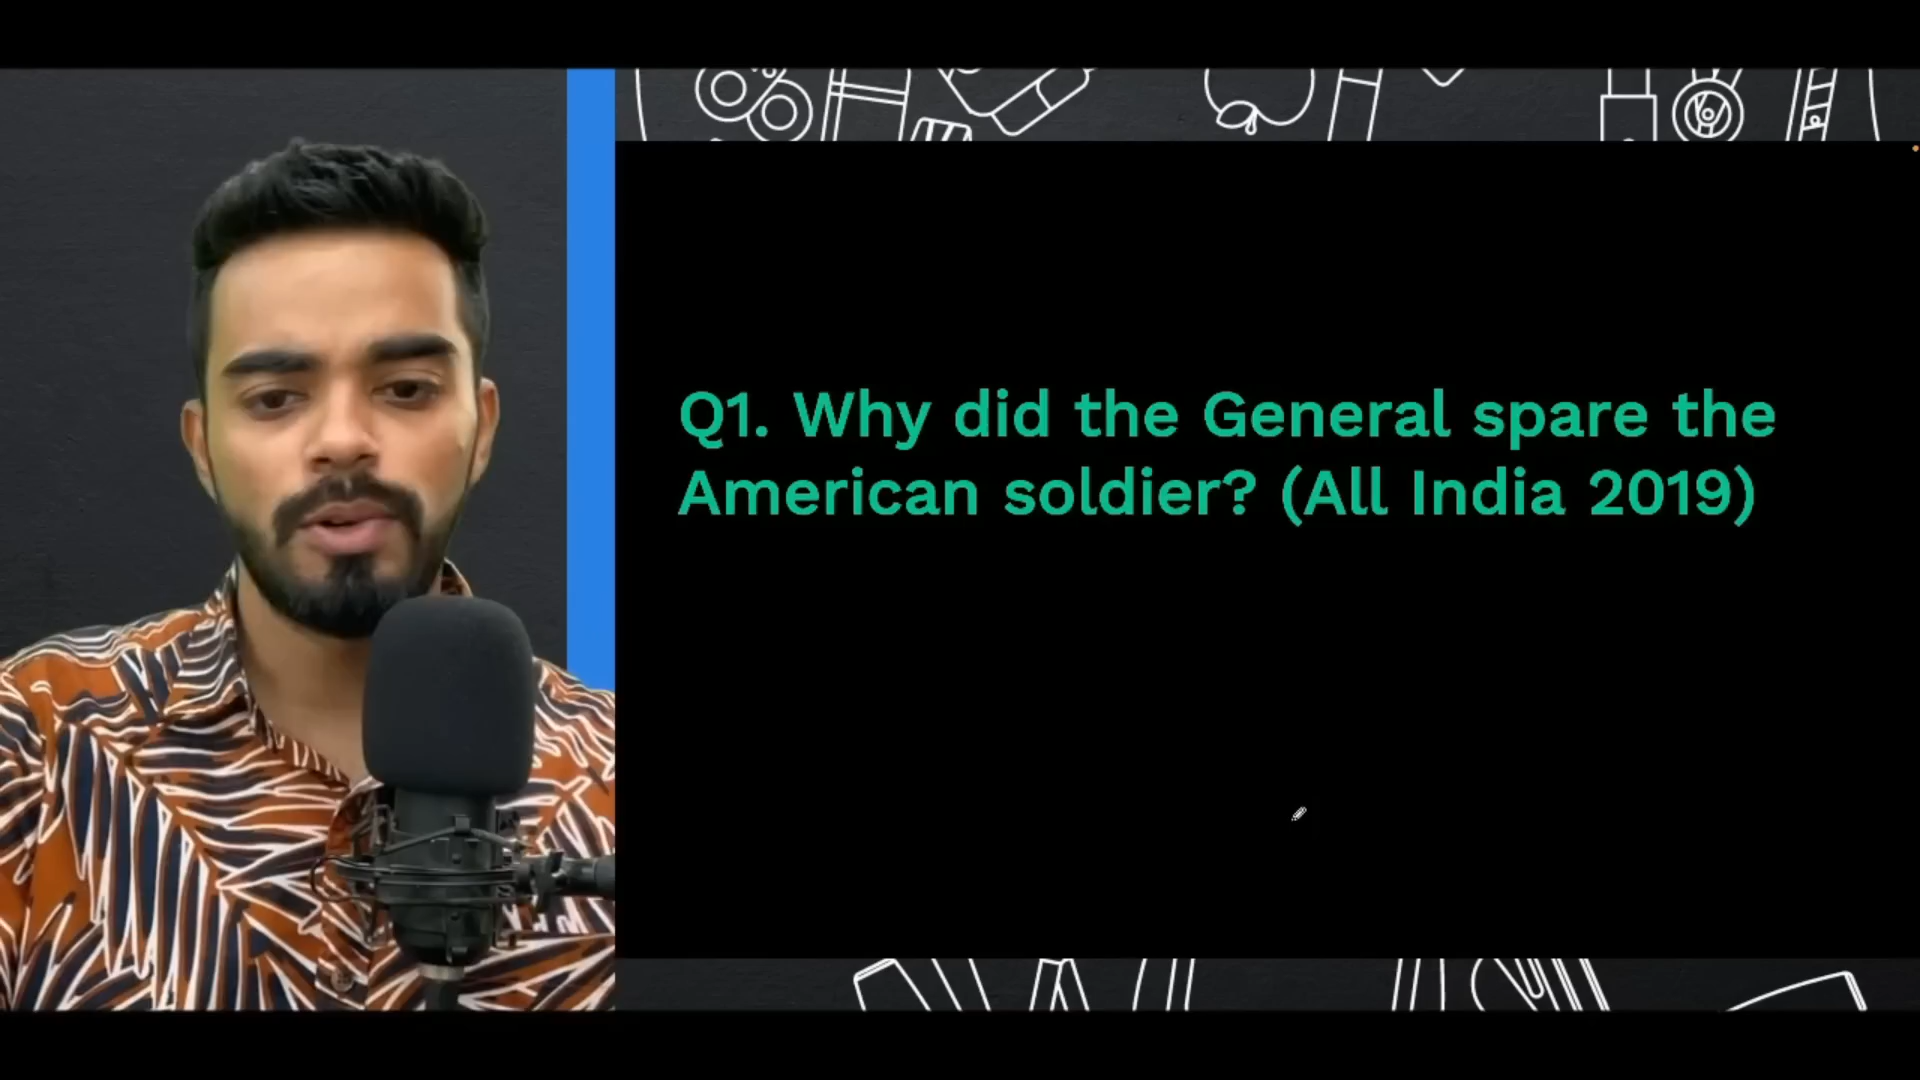 Q1. Why did the General spare the
American soldier? (All India 2019)